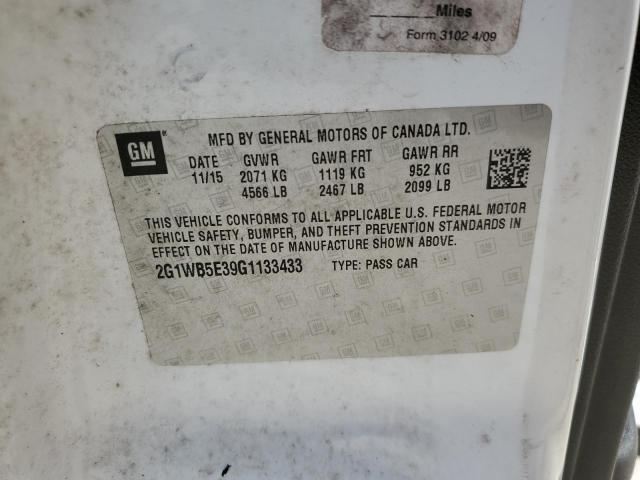 Miles
Form 3102 4/09
GM
MFD BY GENERAL MOTORS OF CANADA LTD.
DATE GVWR GAWR FRT GAWR RR
11/15 2071 KG 1119 KG 952 KG
4566 LB 2467 LB 2099 LB
THIS VEHICLE CONFORMS TO ALL APPLICABLE U.S. FEDERAL MOTOR
VEHICLE SAFETY, BUMPER, AND THEFT PREVENTION STANDARDS IN
EFFECT ON THE DATE OF MANUFACTURE SHOWN ABOVE.
2G1WB5E39G1133433 TYPE: PASS CAR